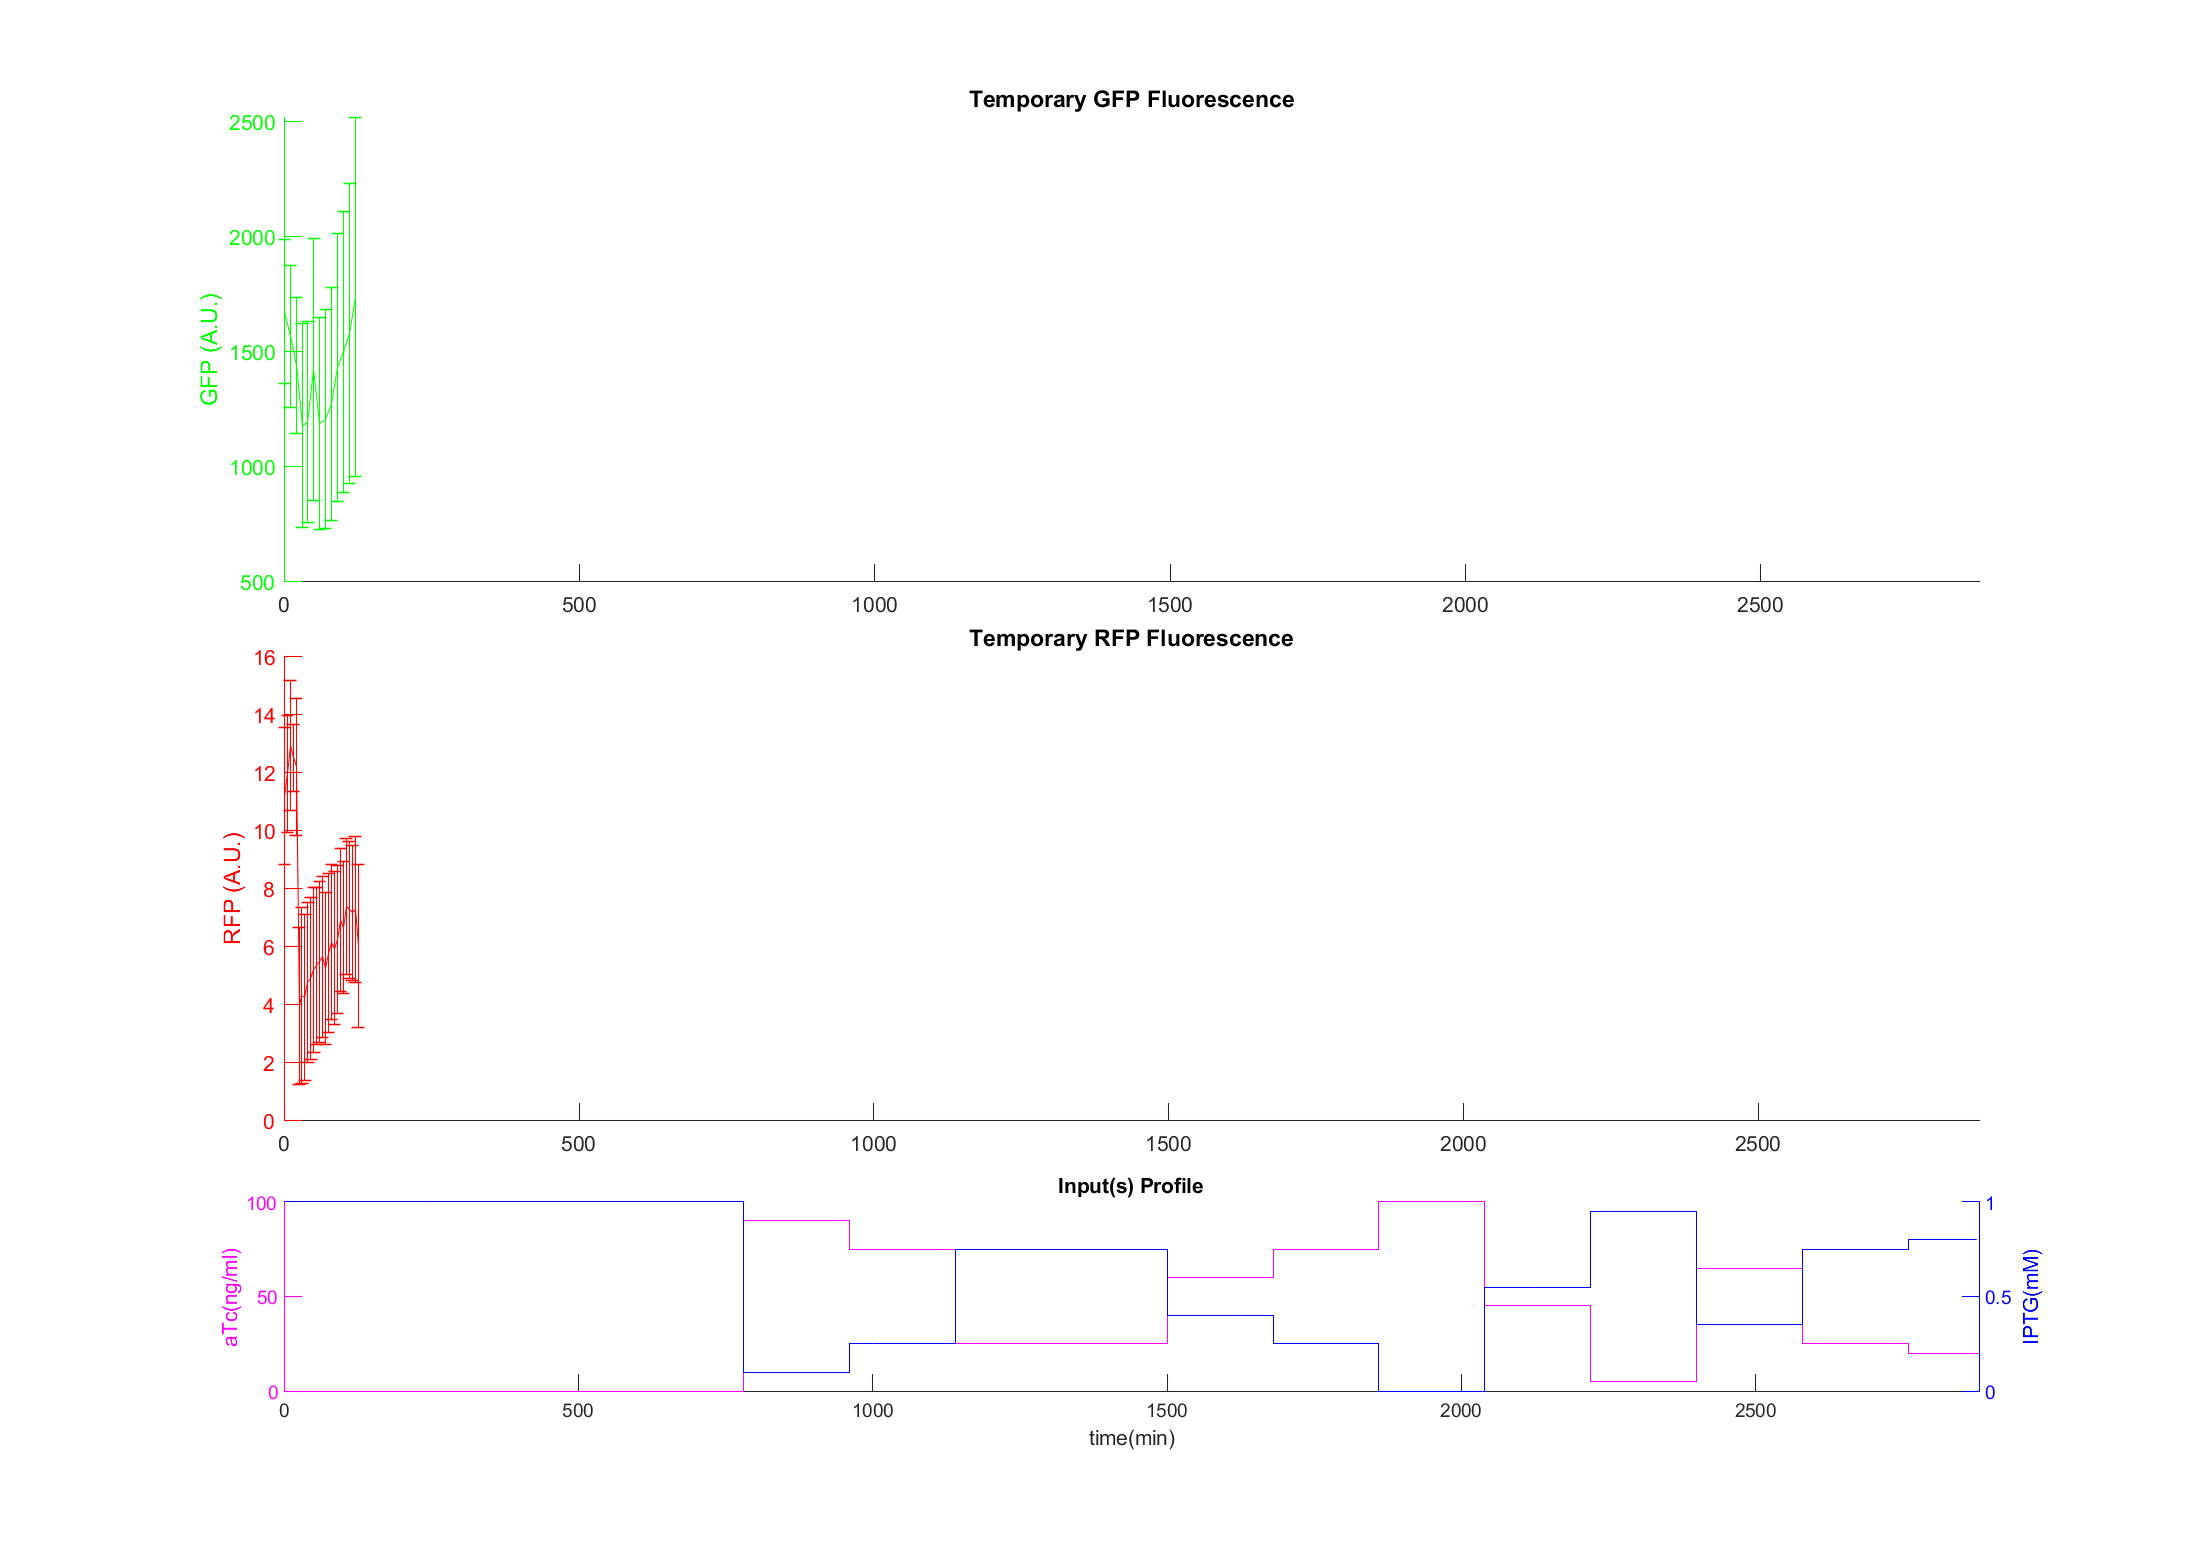 Temporary GFP Fluorescence
GFP (A.U.)
2500
2000
1500
1000
500
0 500 1000 1500 2000 2500
Temporary RFP Fluorescence
RFP (A.U.)
16
14
12
10
8
6
4
2
0
0 500 1000 1500 2000 2500
Input(s) Profile
aTc(ng/ml)
100
50
0
1
0.5
0
IPTG(mM)
0 500 1000 1500 2000 2500
time(min)